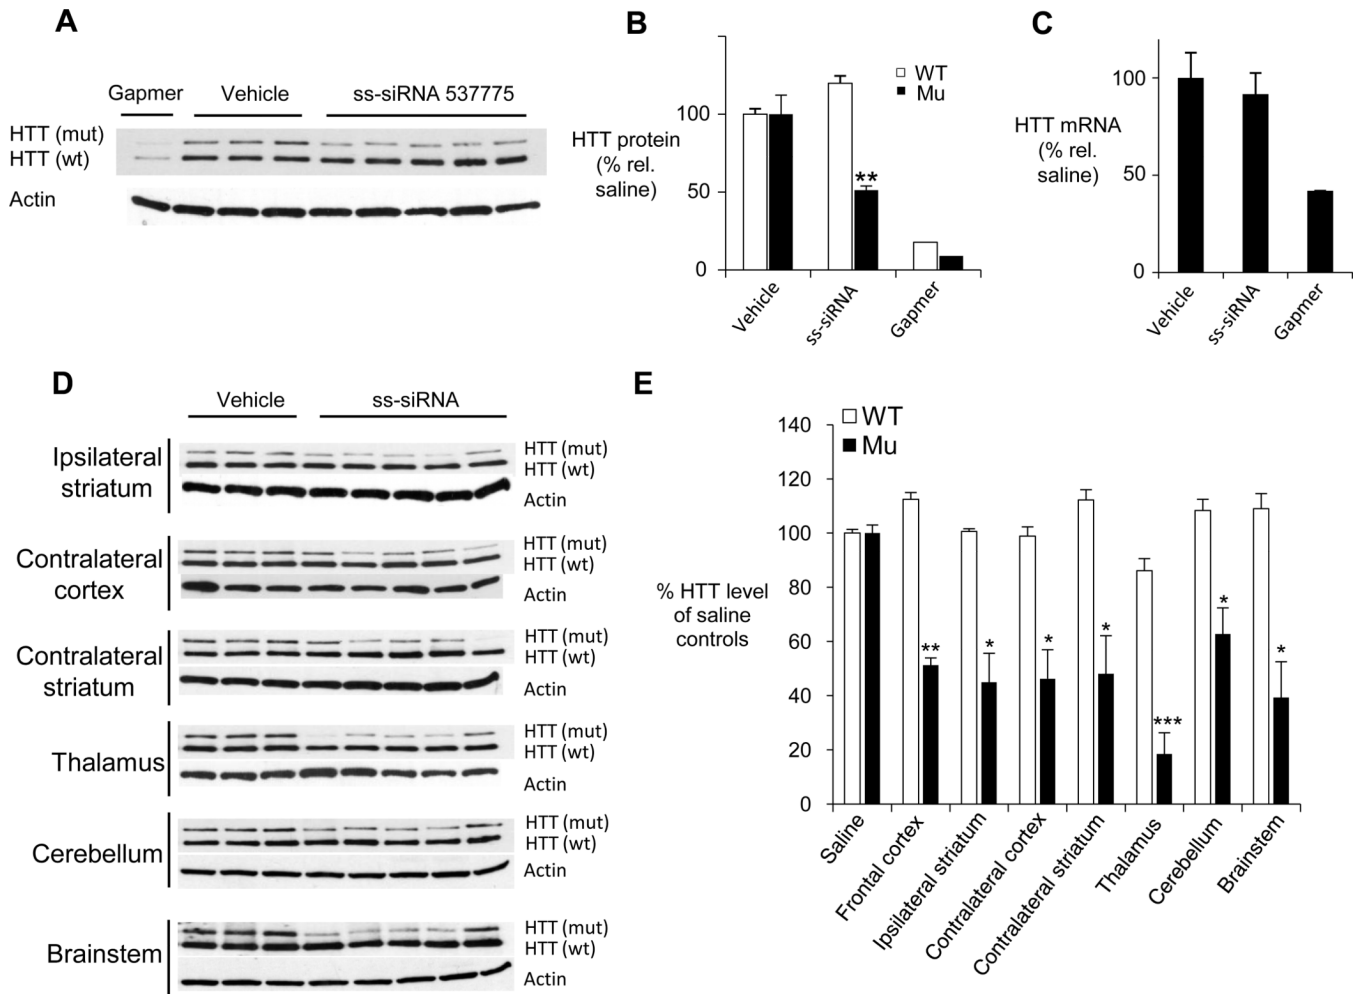 A
Gapmer Vehicle ss-siRNA 537775
HTT (mut)
HTT (wt)
Actin
B
WT
Mu
HTT protein
(% rel.
saline)
100
50
0
**
Vehicle
ss-siRNA
Gapmer
C
HTT mRNA
(% rel.
saline)
100
50
0
Vehicle
ss-siRNA
Gapmer
D
Vehicle ss-siRNA
Ipsilateral
striatum
HTT (mut)
HTT (wt)
Actin
Contralateral
cortex
HTT (mut)
HTT (wt)
Actin
Contralateral
striatum
HTT (mut)
HTT (wt)
Actin
Thalamus
HTT (mut)
HTT (wt)
Actin
Cerebellum
HTT (mut)
HTT (wt)
Actin
Brainstem
HTT (mut)
HTT (wt)
Actin
E
WT
Mu
% HTT level
of saline
controls
140
120
100
80
60
40
20
0
**
*
*
*
***
*
*
Saline
Frontal cortex
Ipsilateral striatum
Contralateral cortex
Contralateral striatum
Thalamus
Cerebellum
Brainstem